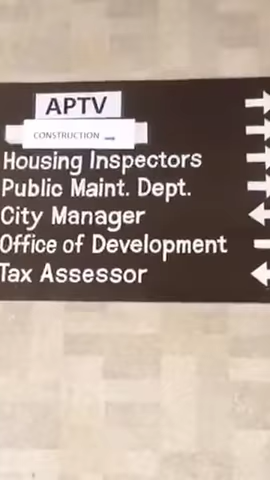 APTV
CONSTRUCTION
Housing Inspectors
Public Maint. Dept.
City Manager
Office of Development
Tax Assessor